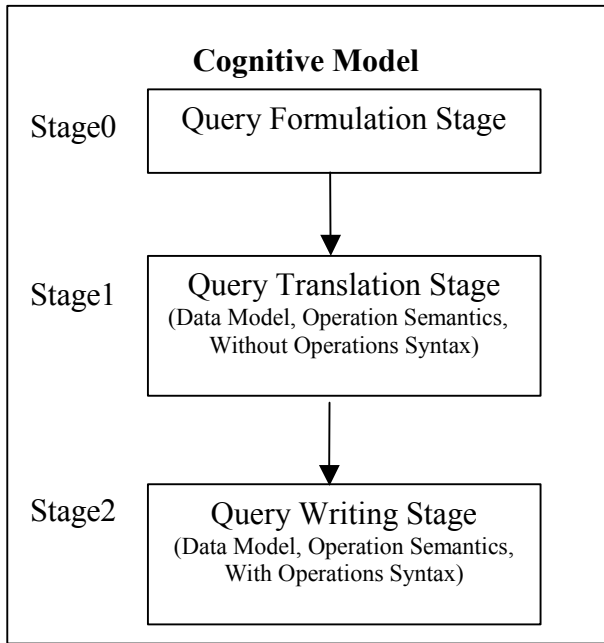 Cognitive Model
Stage0
Query Formulation Stage
Stage1
Query Translation Stage
(Data Model, Operation Semantics,
Without Operations Syntax)
Stage2
Query Writing Stage
(Data Model, Operation Semantics,
With Operations Syntax)